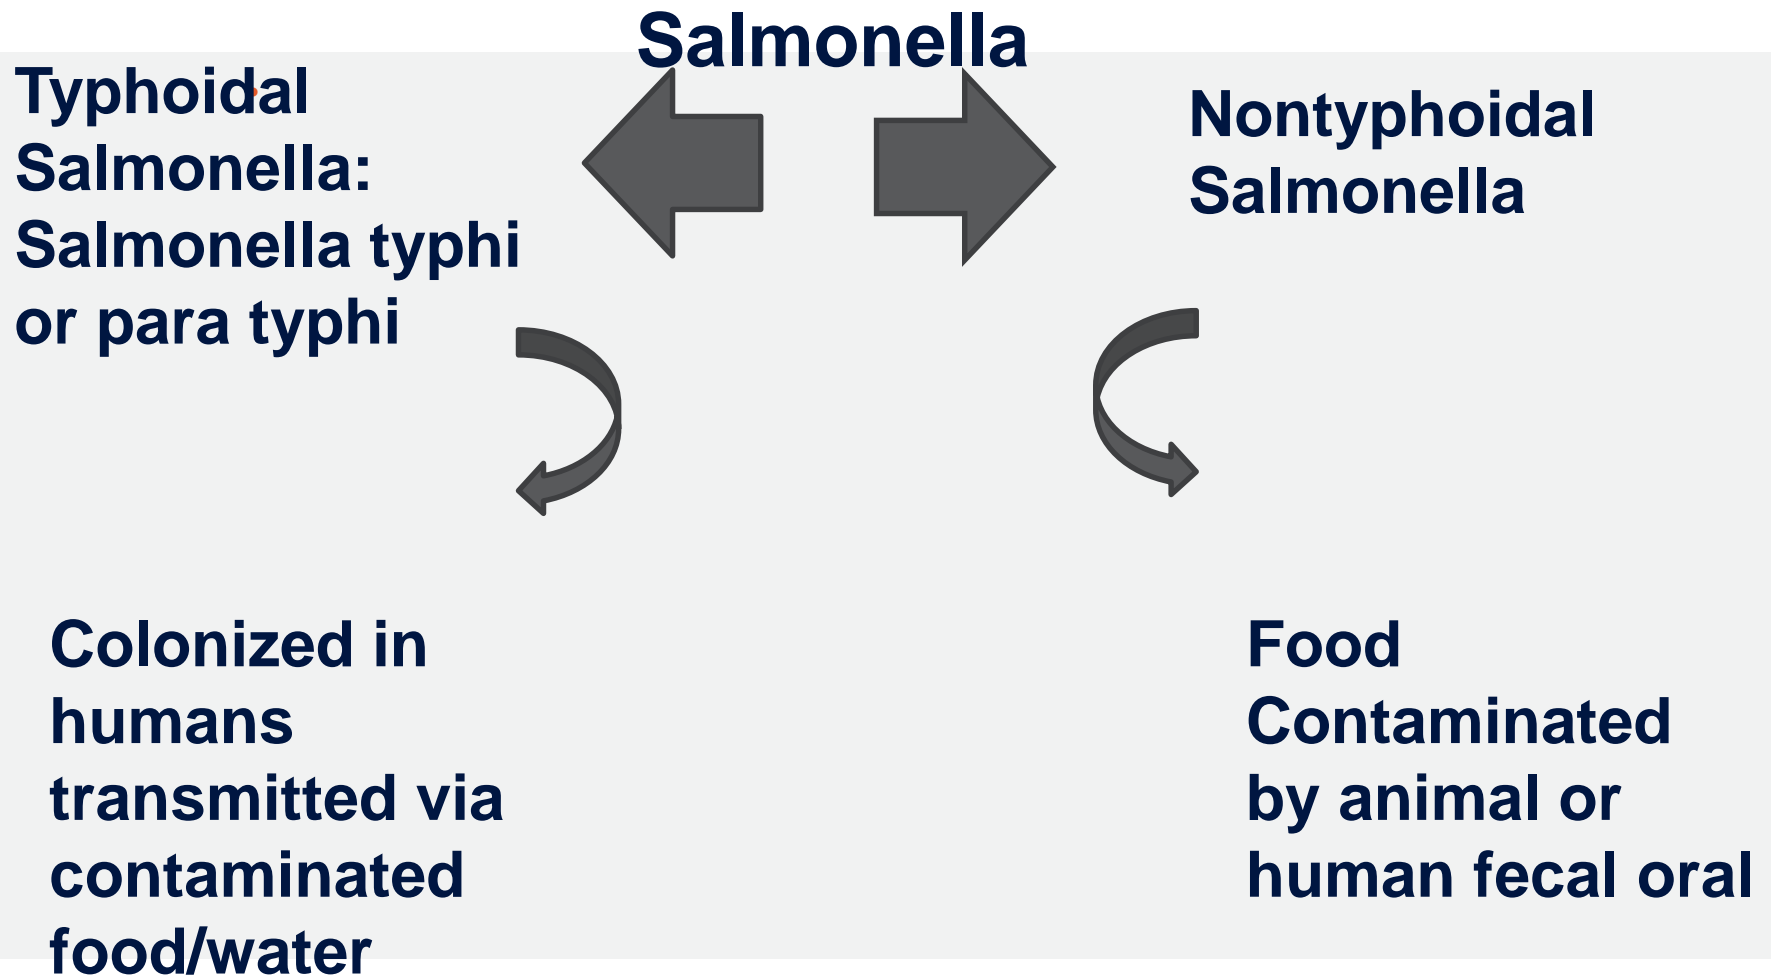 Salmonella
Typhoidal
Salmonella:
Salmonella typhi
or para typhi
Nontyphoidal
Salmonella
Colonized in
humans
transmitted via
contaminated
food/water
Food
Contaminated
by animal or
human fecal oral